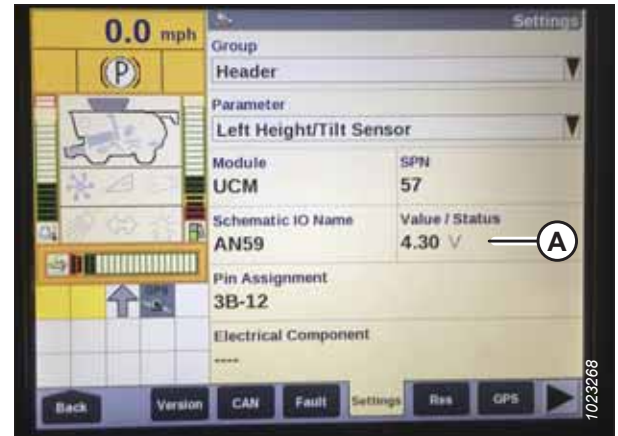 0.0 mph
Settings
(P)
Group
Header
Parameter
Left Height/Tilt Sensor
Module
SPN
UCM
57
Schematic IO Name
Value / Status
AN59
4.30 V
A
Pin Assignment
3B-12
GPS
Electrical Component
----
Back
Version
CAN
Fault
Settings
Res
GPS
1023268